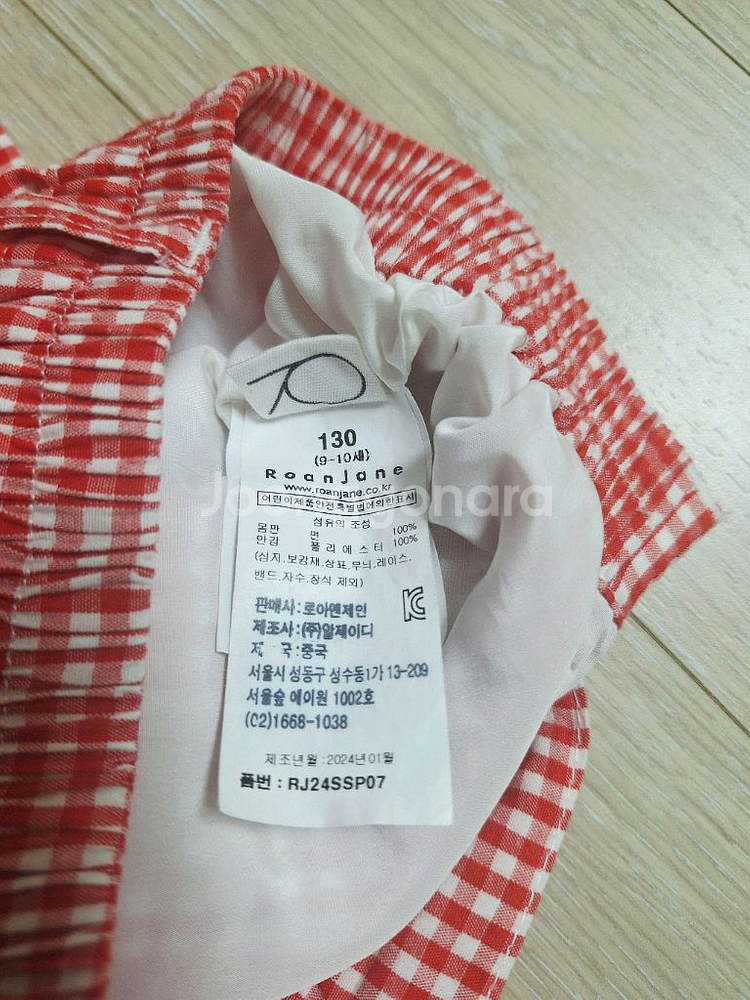 130
(9-10세)
RoanJane
www.roanjane.co.kr
어린이제품안전특별법에의한표시
섬유의 조성
몸판 면 100%
안감 폴리에스터 100%
(심지,보강재,상표,무늬,레이스,
밴드,자수,장식 제외)
판매사:로아앤제인
제조사:(주)알제이디
:중국
서울시 성동구 성수동1가 13-209
서울숲 에이원 1002호
(02)1668-1038
제조년월:2024년01월
품번 : RJ24SSP07